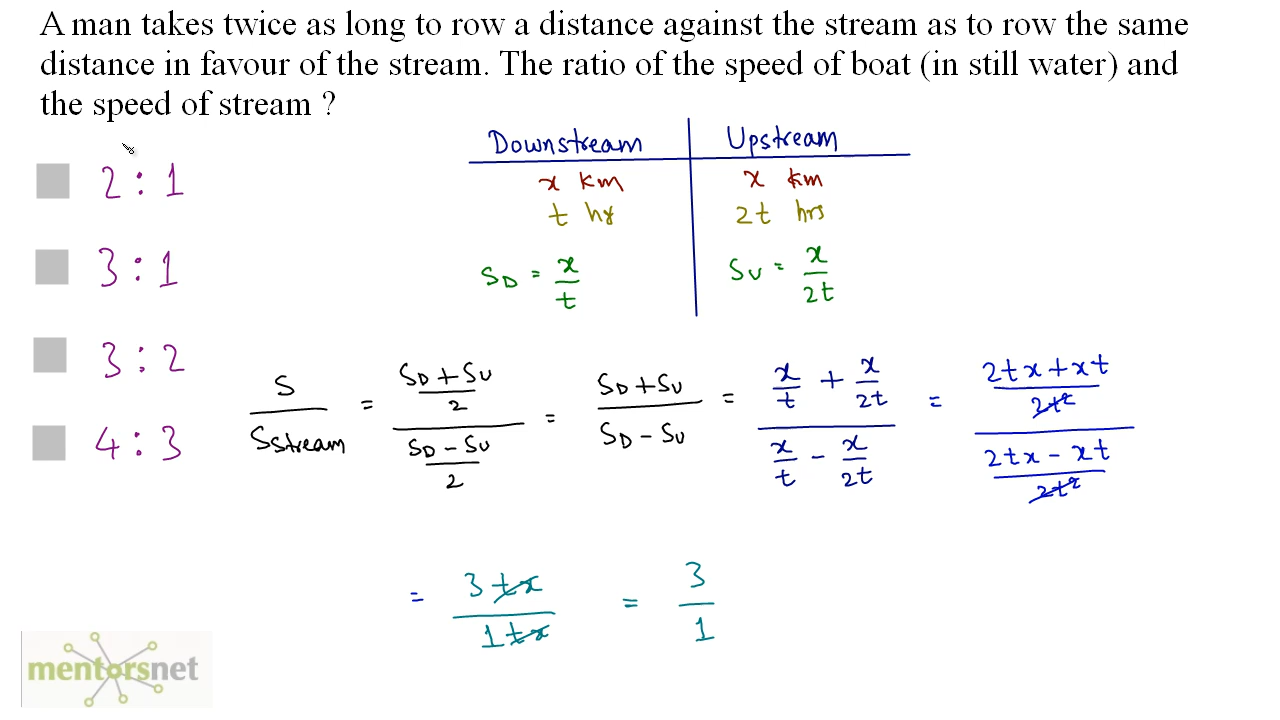 A man takes twice as long to row a distance against the stream as to row the same
distance in favour of the stream. The ratio of the speed of boat (in still water) and
the speed of stream ?
2 : 1
3 : 1
3 : 2
4 : 3
Downstream | Upstream
x km | x km
t hr | 2t hrs
S_D = x/t | S_U = x/2t
S/Sstream = ((S_D + S_U)/2)/((S_D - S_U)/2) = (S_D + S_U)/(S_D - S_U) = (x/t + x/2t)/(x/t - x/2t) = ((2tx + xt)/2t²)/((2tx - xt)/2t²)
= 3tx/1tx = 3/1
mentorsnet